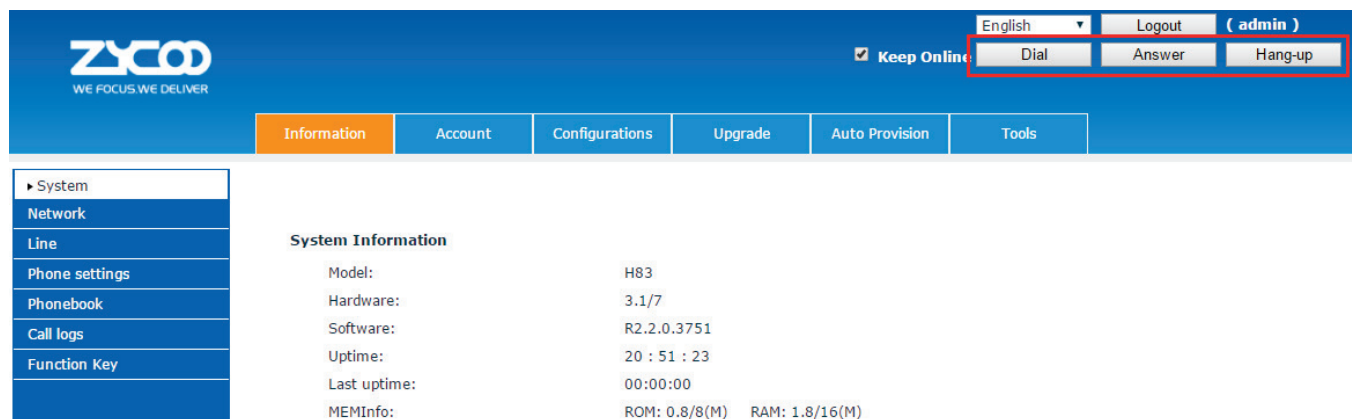 English Logout ( admin )
ZYCOO
WE FOCUS.WE DELIVER
Keep Online Dial Answer Hang-up
Information Account Configurations Upgrade Auto Provision Tools
System
Network
Line
Phone settings
Phonebook
Call logs
Function Key
System Information
Model: H83
Hardware: 3.1/7
Software: R2.2.0.3751
Uptime: 20 : 51 : 23
Last uptime: 00:00:00
MEMInfo: ROM: 0.8/8(M) RAM: 1.8/16(M)